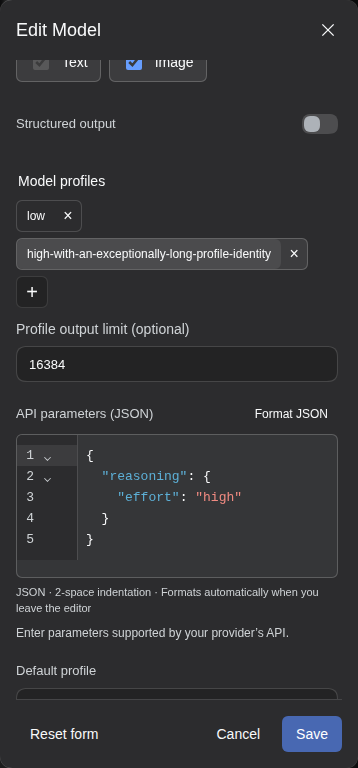 Edit Model
Text
Image
Structured output
Model profiles
low ×
high-with-an-exceptionally-long-profile-identity ×
+
Profile output limit (optional)
16384
API parameters (JSON) Format JSON
1 {
2   "reasoning": {
3     "effort": "high"
4   }
5 }
JSON · 2-space indentation · Formats automatically when you
leave the editor
Enter parameters supported by your provider's API.
Default profile
Reset form Cancel Save